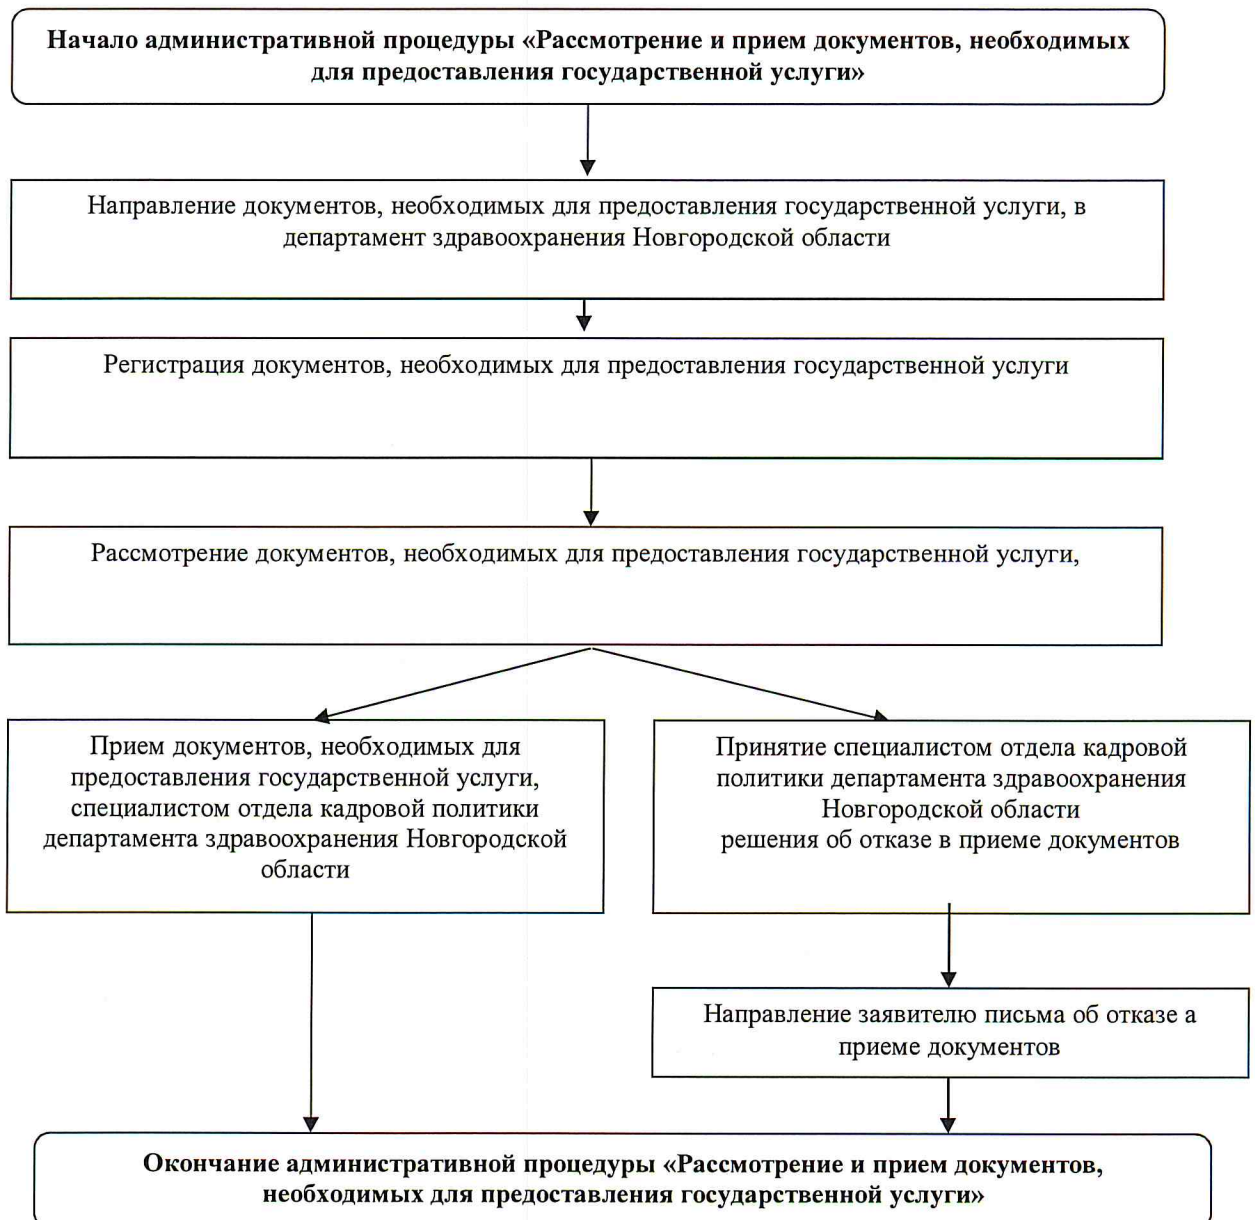 Начало административной процедуры «Рассмотрение и прием документов, необходимых
для предоставления государственной услуги»
Направление документов, необходимых для предоставления государственной услуги, в
департамент здравоохранения Новгородской области
Регистрация документов, необходимых для предоставления государственной услуги
Рассмотрение документов, необходимых для предоставления государственной услуги,
Прием документов, необходимых для
предоставления государственной услуги,
специалистом отдела кадровой политики
департамента здравоохранения Новгородской
области
Принятие специалистом отдела кадровой
политики департамента здравоохранения
Новгородской области
решения об отказе в приеме документов
Направление заявителю письма об отказе а
приеме документов
Окончание административной процедуры «Рассмотрение и прием документов,
необходимых для предоставления государственной услуги»